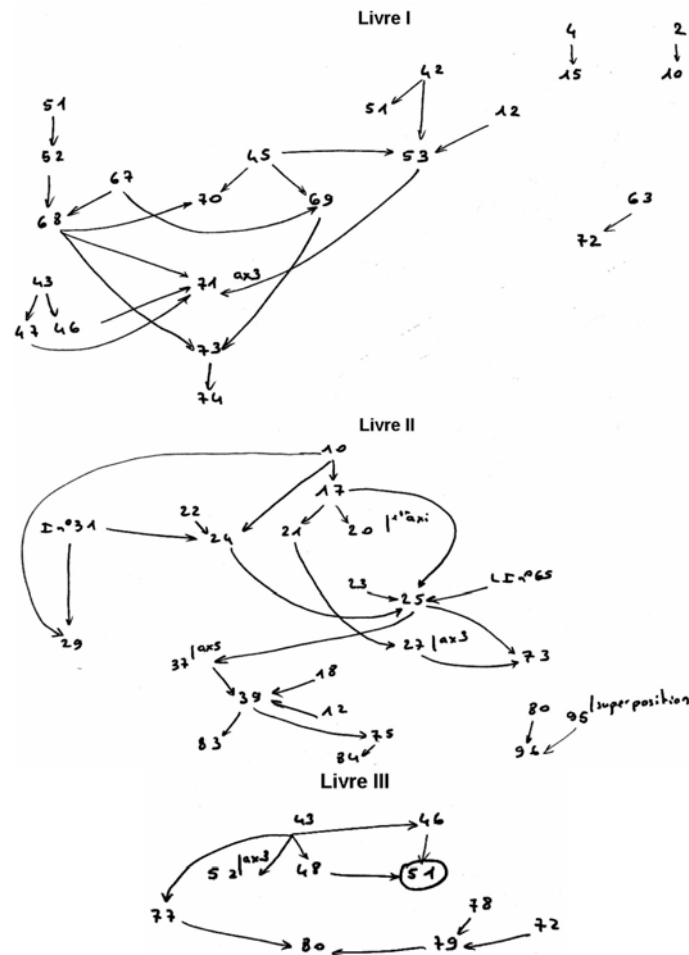 Livre I
4 2
42
51 15 10
51 12
52 45 53
67
68 70 69 63
72
43 71 ax3
47 46
73
74
Livre II
10
17
I nº31 22 24 21 20 1er axi
23 25 L I nº65
29 37 ax5 27 ax3 73
18
39 12
83 75 80 95 superposition
84
Livre III
43 46
52 ax3 48 51
77 78 72
80 79